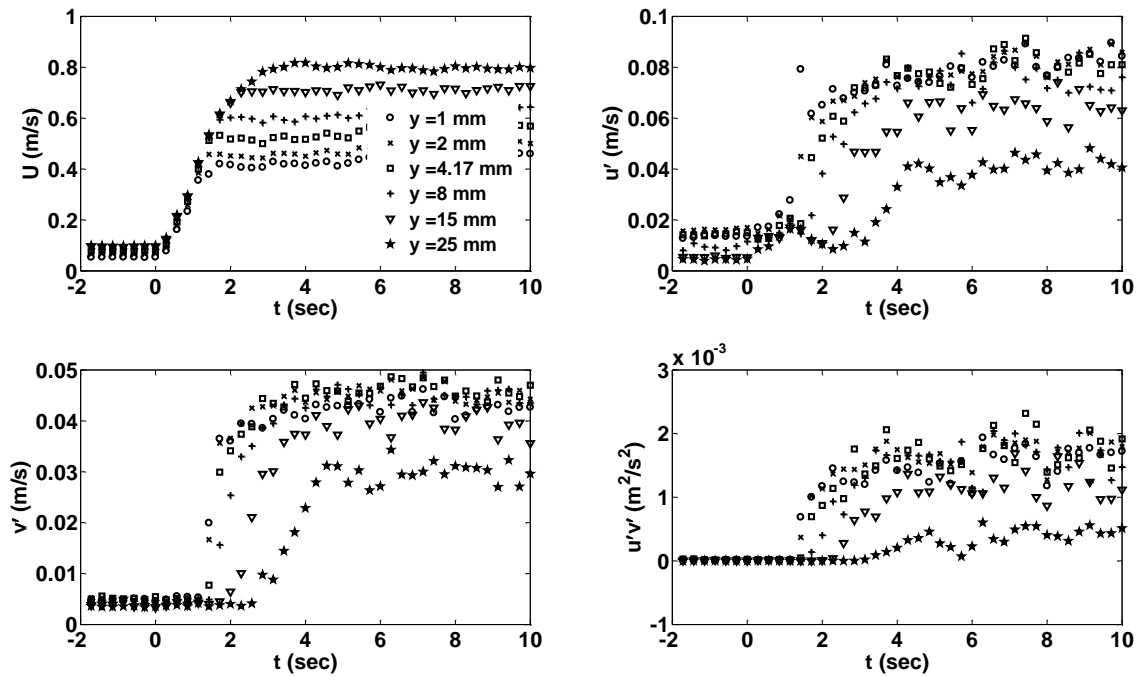 1
0.8
0.6
0.4
0.2
0
U (m/s)
-2 0 2 4 6 8 10
t (sec)
y =1 mm
y =2 mm
y =4.17 mm
y =8 mm
y =15 mm
y =25 mm
0.1
0.08
0.06
0.04
0.02
0
u' (m/s)
-2 0 2 4 6 8 10
t (sec)
0.05
0.04
0.03
0.02
0.01
0
v' (m/s)
-2 0 2 4 6 8 10
t (sec)
x 10⁻³
2
1
0
-1
u'v' (m²/s²)
-2 0 2 4 6 8 10
t (sec)